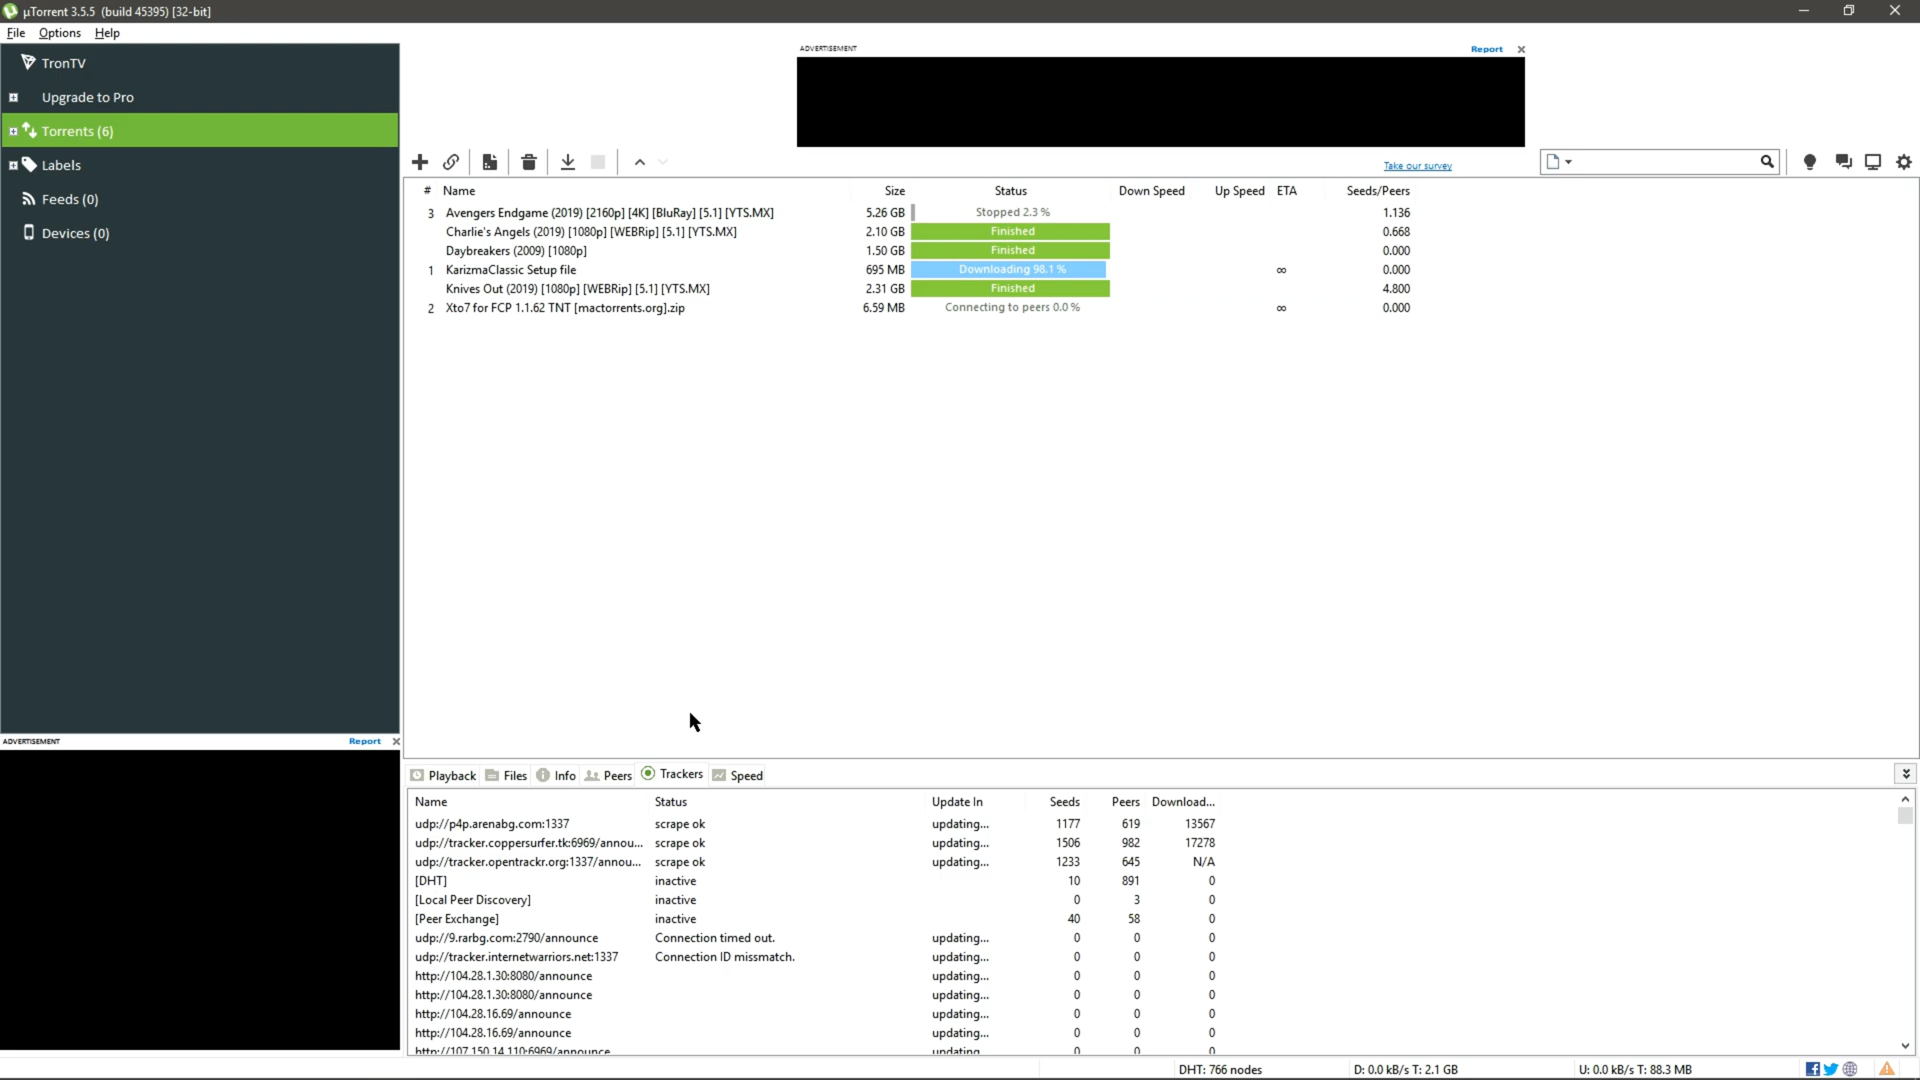 µTorrent 3.5.5 (build 45395) [32-bit]
File Options Help
TronTV
Upgrade to Pro
Torrents (6)
Labels
Feeds (0)
Devices (0)
ADVERTISEMENT Report
Take our survey
# Name Size Status Down Speed Up Speed ETA Seeds/Peers
3 Avengers Endgame (2019) [2160p] [4K] [BluRay] [5.1] [YTS.MX] 5.26 GB Stopped 2.3 % 1.136
Charlie's Angels (2019) [1080p] [WEBRip] [5.1] [YTS.MX] 2.10 GB Finished 0.668
Daybreakers (2009) [1080p] 1.50 GB Finished 0.000
1 KarizmaClassic Setup file 695 MB Downloading 98.1 % ∞ 0.000
Knives Out (2019) [1080p] [WEBRip] [5.1] [YTS.MX] 2.31 GB Finished 4.800
2 Xto7 for FCP 1.1.62 TNT [mactorrents.org].zip 6.59 MB Connecting to peers 0.0 % ∞ 0.000
ADVERTISEMENT Report
Playback Files Info Peers Trackers Speed
Name Status Update In Seeds Peers Download...
udp://p4p.arenabg.com:1337 scrape ok updating... 1177 619 13567
udp://tracker.coppersurfer.tk:6969/annou... scrape ok updating... 1506 982 17278
udp://tracker.opentrackr.org:1337/annou... scrape ok updating... 1233 645 N/A
[DHT] inactive 10 891 0
[Local Peer Discovery] inactive 0 3 0
[Peer Exchange] inactive 40 58 0
udp://9.rarbg.com:2790/announce Connection timed out. updating... 0 0 0
udp://tracker.internetwarriors.net:1337 Connection ID missmatch. updating... 0 0 0
http://104.28.1.30:8080/announce updating... 0 0 0
http://104.28.1.30:8080/announce updating... 0 0 0
http://104.28.16.69/announce updating... 0 0 0
http://104.28.16.69/announce updating... 0 0 0
http://107.150.14.110:6969/announce updating 0 0 0
DHT: 766 nodes D: 0.0 kB/s T: 2.1 GB U: 0.0 kB/s T: 88.3 MB